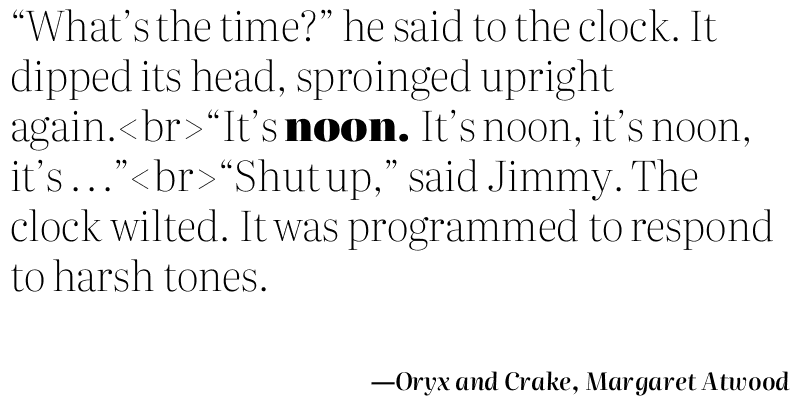 “What’s the time?” he said to the clock. It
dipped its head, sproinged upright
again.<br>“It’s noon. It’s noon, it’s noon,
it’s . . .”<br>“Shut up,” said Jimmy. The
clock wilted. It was programmed to respond
to harsh tones.
—Oryx and Crake, Margaret Atwood